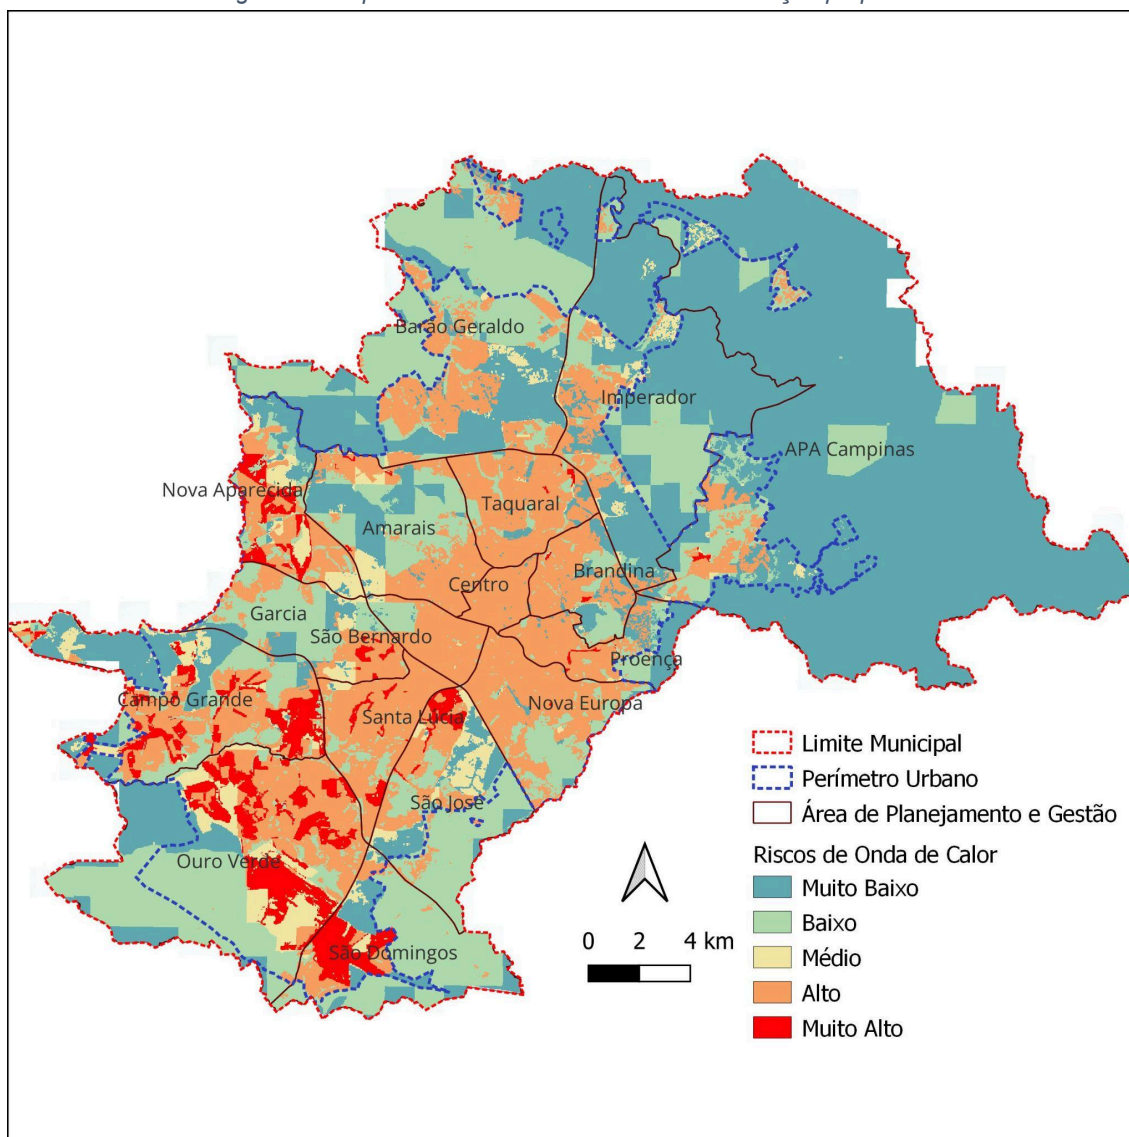 Barão Geraldo
Imperador
APA Campinas
Nova Aparecida
Taquaral
Amarais
Centro
Brandina
Garcia
São Bernardo
Proença
Campo Grande
Nova Europa
Santa Lúcia
São José
Ouro Verde
São Domingos
Limite Municipal
Perímetro Urbano
Área de Planejamento e Gestão
Riscos de Onda de Calor
Muito Baixo
Baixo
Médio
Alto
Muito Alto
0 2 4 km